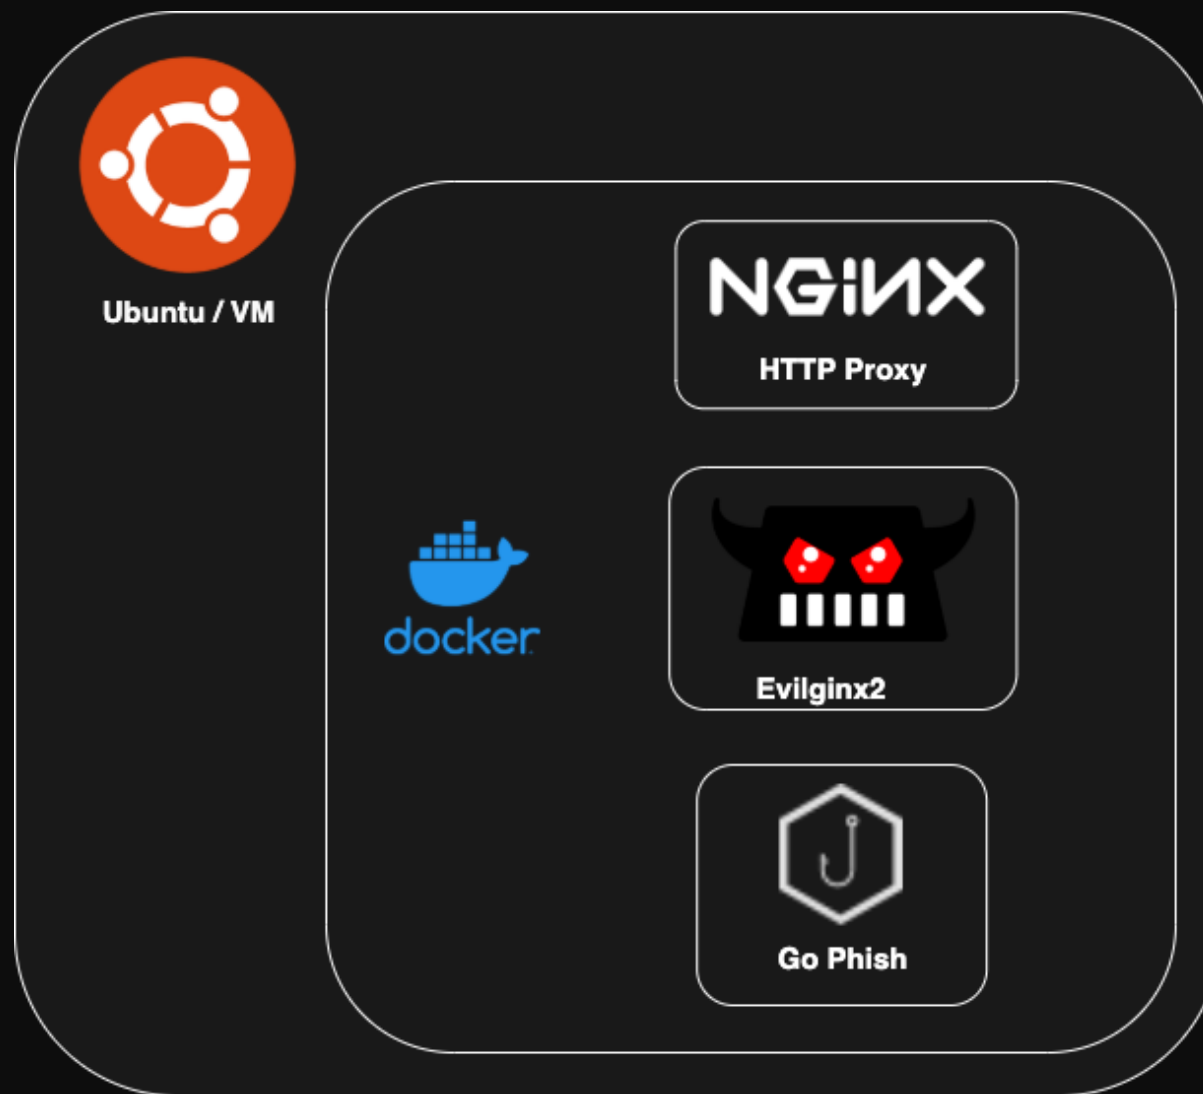 Ubuntu / VM
NGiNX
HTTP Proxy
docker
Evilginx2
Go Phish